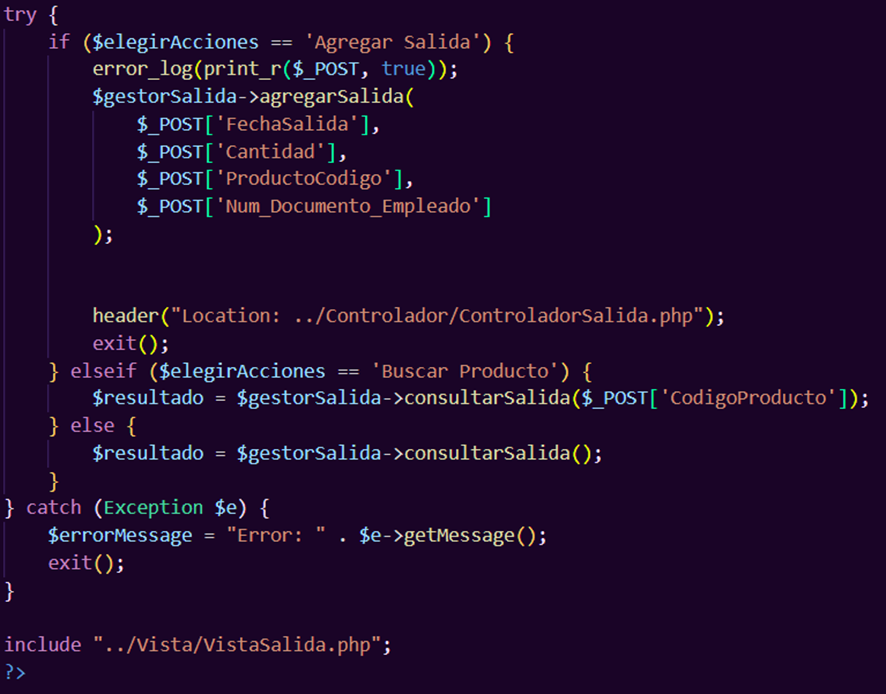 try {
    if ($elegirAcciones == 'Agregar Salida') {
        error_log(print_r($_POST, true));
        $gestorSalida->agregarSalida(
            $_POST['FechaSalida'],
            $_POST['Cantidad'],
            $_POST['ProductoCodigo'],
            $_POST['Num_Documento_Empleado']
        );
        header("Location: ../Controlador/ControladorSalida.php");
        exit();
    } elseif ($elegirAcciones == 'Buscar Producto') {
        $resultado = $gestorSalida->consultarSalida($_POST['CodigoProducto']);
    } else {
        $resultado = $gestorSalida->consultarSalida();
    }
} catch (Exception $e) {
    $errorMessage = "Error: " . $e->getMessage();
    exit();
}
include "../Vista/VistaSalida.php";
?>